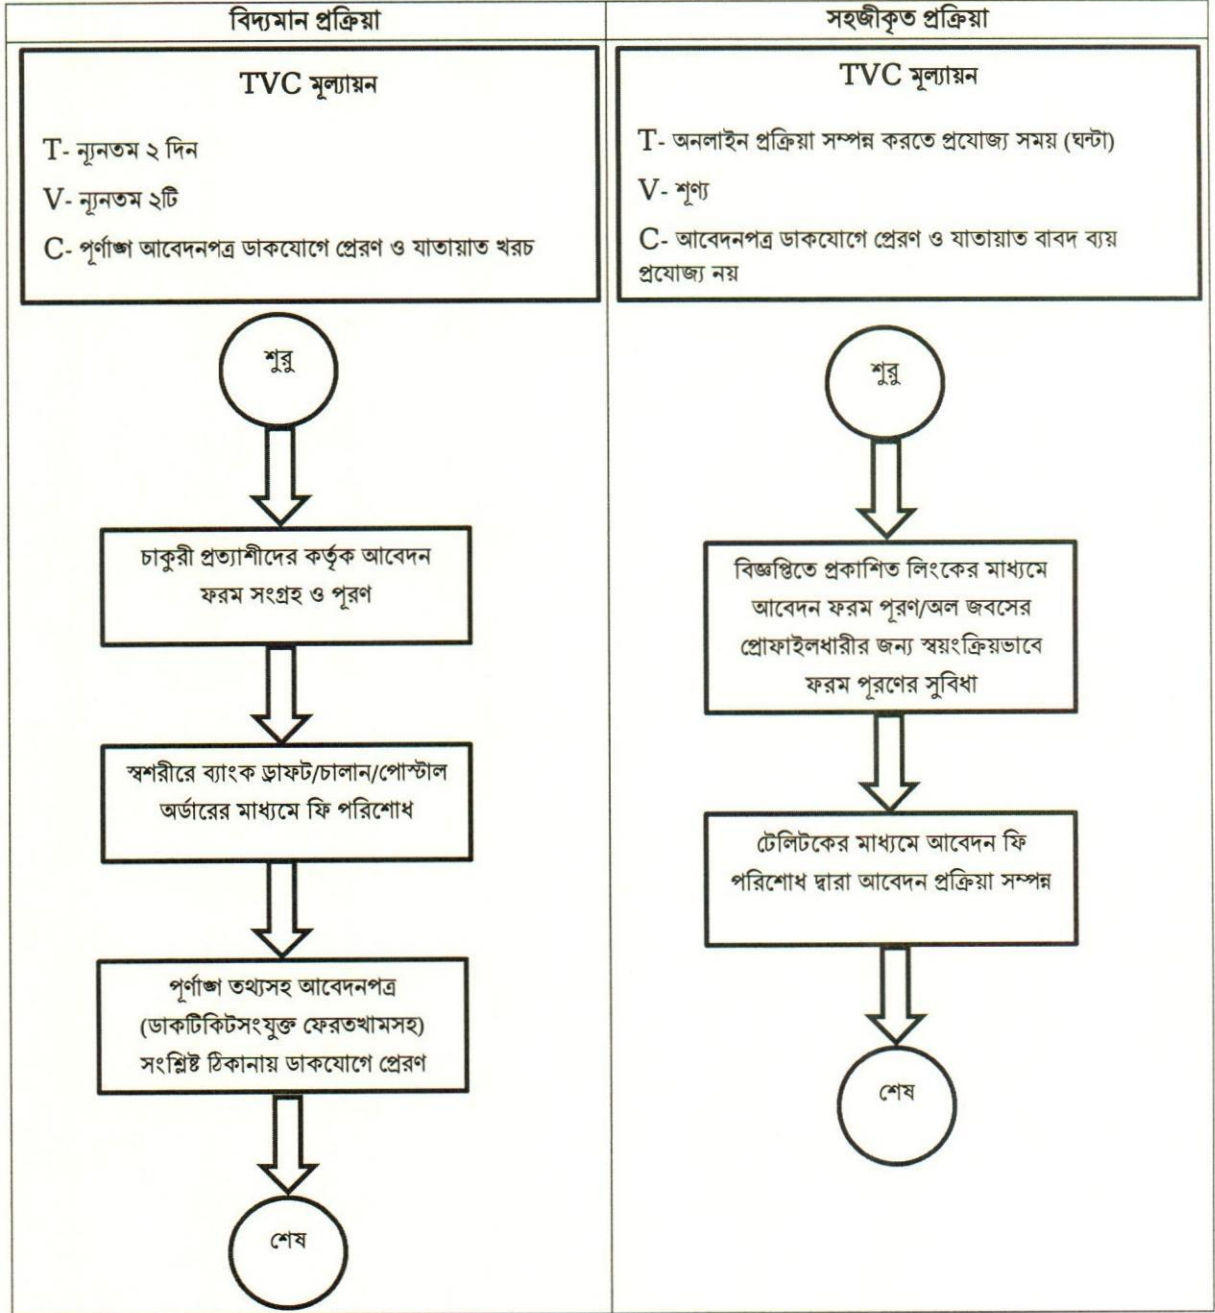 বিদ্যমান প্রক্রিয়া
TVC মূল্যায়ন
T- ন্যূনতম ২ দিন
V- ন্যূনতম ২টি
C- পূর্ণাঙ্গ আবেদনপত্র ডাকযোগে প্রেরণ ও যাতায়াত খরচ
শুরু
চাকুরী প্রত্যাশীদের কর্তৃক আবেদন
ফরম সংগ্রহ ও পূরণ
স্বশরীরে ব্যাংক ড্রাফট/চালান/পোস্টাল
অর্ডারের মাধ্যমে ফি পরিশোধ
পূর্ণাঙ্গ তথ্যসহ আবেদনপত্র
(ডাকটিকিটসংযুক্ত ফেরতখামসহ)
সংশ্লিষ্ট ঠিকানায় ডাকযোগে প্রেরণ
শেষ
সহজীকৃত প্রক্রিয়া
TVC মূল্যায়ন
T- অনলাইন প্রক্রিয়া সম্পন্ন করতে প্রযোজ্য সময় (ঘন্টা)
V- শূণ্য
C- আবেদনপত্র ডাকযোগে প্রেরণ ও যাতায়াত বাবদ ব্যয়
প্রযোজ্য নয়
শুরু
বিজ্ঞপ্তিতে প্রকাশিত লিংকের মাধ্যমে
আবেদন ফরম পূরণ/অল জবসের
প্রোফাইলধারীর জন্য স্বয়ংক্রিয়ভাবে
ফরম পূরণের সুবিধা
টেলিটকের মাধ্যমে আবেদন ফি
পরিশোধ দ্বারা আবেদন প্রক্রিয়া সম্পন্ন
শেষ